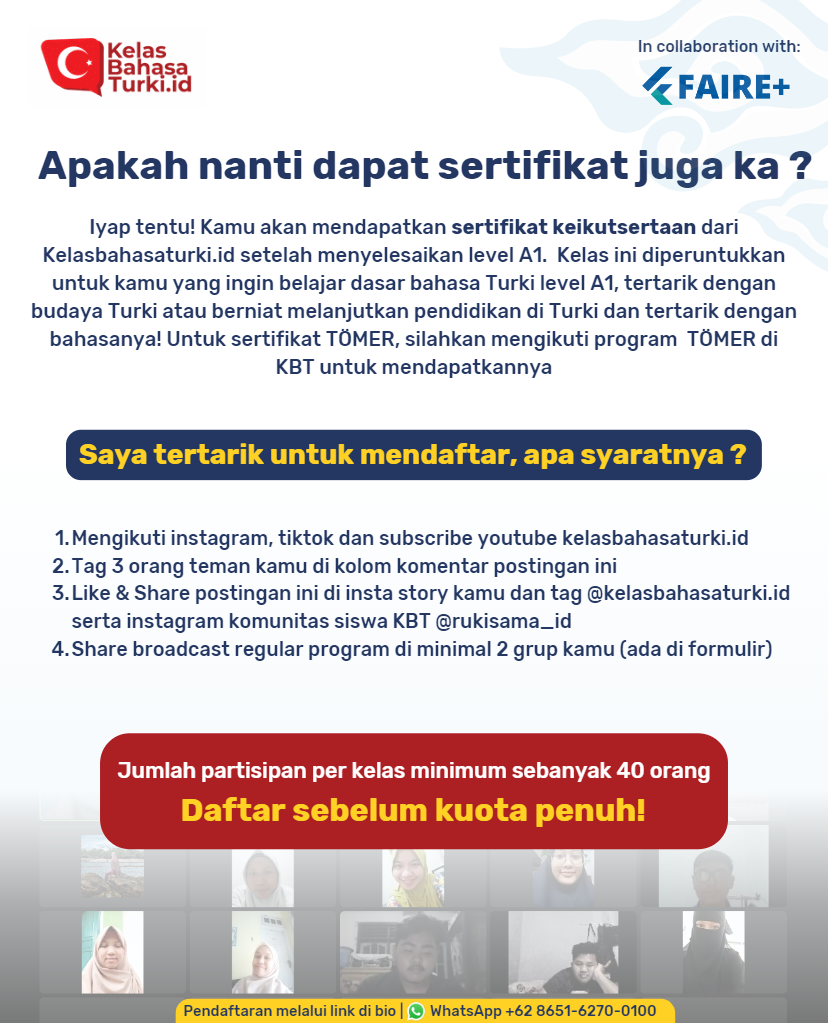 Kelas
Bahasa
Turki.id
In collaboration with:
FAIRE+
Apakah nanti dapat sertifikat juga ka ?
Iyap tentu! Kamu akan mendapatkan sertifikat keikutsertaan dari
Kelasbahasaturki.id setelah menyelesaikan level A1. Kelas ini diperuntukkan
untuk kamu yang ingin belajar dasar bahasa Turki level A1, tertarik dengan
budaya Turki atau berniat melanjutkan pendidikan di Turki dan tertarik dengan
bahasanya! Untuk sertifikat TÖMER, silahkan mengikuti program TÖMER di
KBT untuk mendapatkannya
Saya tertarik untuk mendaftar, apa syaratnya ?
1. Mengikuti instagram, tiktok dan subscribe youtube kelasbahasaturki.id
2. Tag 3 orang teman kamu di kolom komentar postingan ini
3. Like & Share postingan ini di insta story kamu dan tag @kelasbahasaturki.id
serta instagram komunitas siswa KBT @rukisama_id
4. Share broadcast regular program di minimal 2 grup kamu (ada di formulir)
Jumlah partisipan per kelas minimum sebanyak 40 orang
Daftar sebelum kuota penuh!
Pendaftaran melalui link di bio | WhatsApp +62 8651-6270-0100